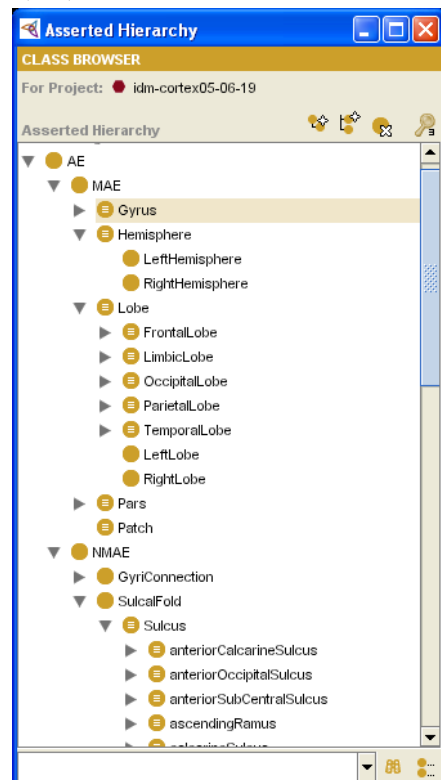 Asserted Hierarchy
CLASS BROWSER
For Project: idm-cortex05-06-19
Asserted Hierarchy
AE
MAE
Gyrus
Hemisphere
LeftHemisphere
RightHemisphere
Lobe
FrontalLobe
LimbicLobe
OccipitalLobe
ParietalLobe
TemporalLobe
LeftLobe
RightLobe
Pars
Patch
NMAE
GyriConnection
SulcalFold
Sulcus
anteriorCalcarineSulcus
anteriorOccipitalSulcus
anteriorSubCentralSulcus
ascendingRamus